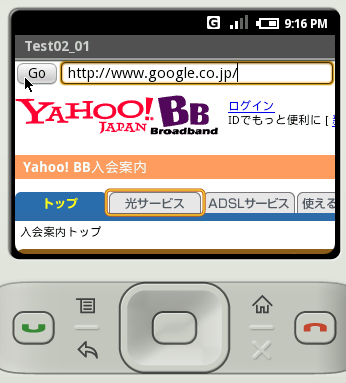 G 9:16 PM
Test02_01
Go http://www.google.co.jp/
YAHOO! BB
JAPAN Broadband
ログイン
IDでもっと便利に [
Yahoo! BB入会案内
トップ 光サービス ADSLサービス 使える
入会案内トップ